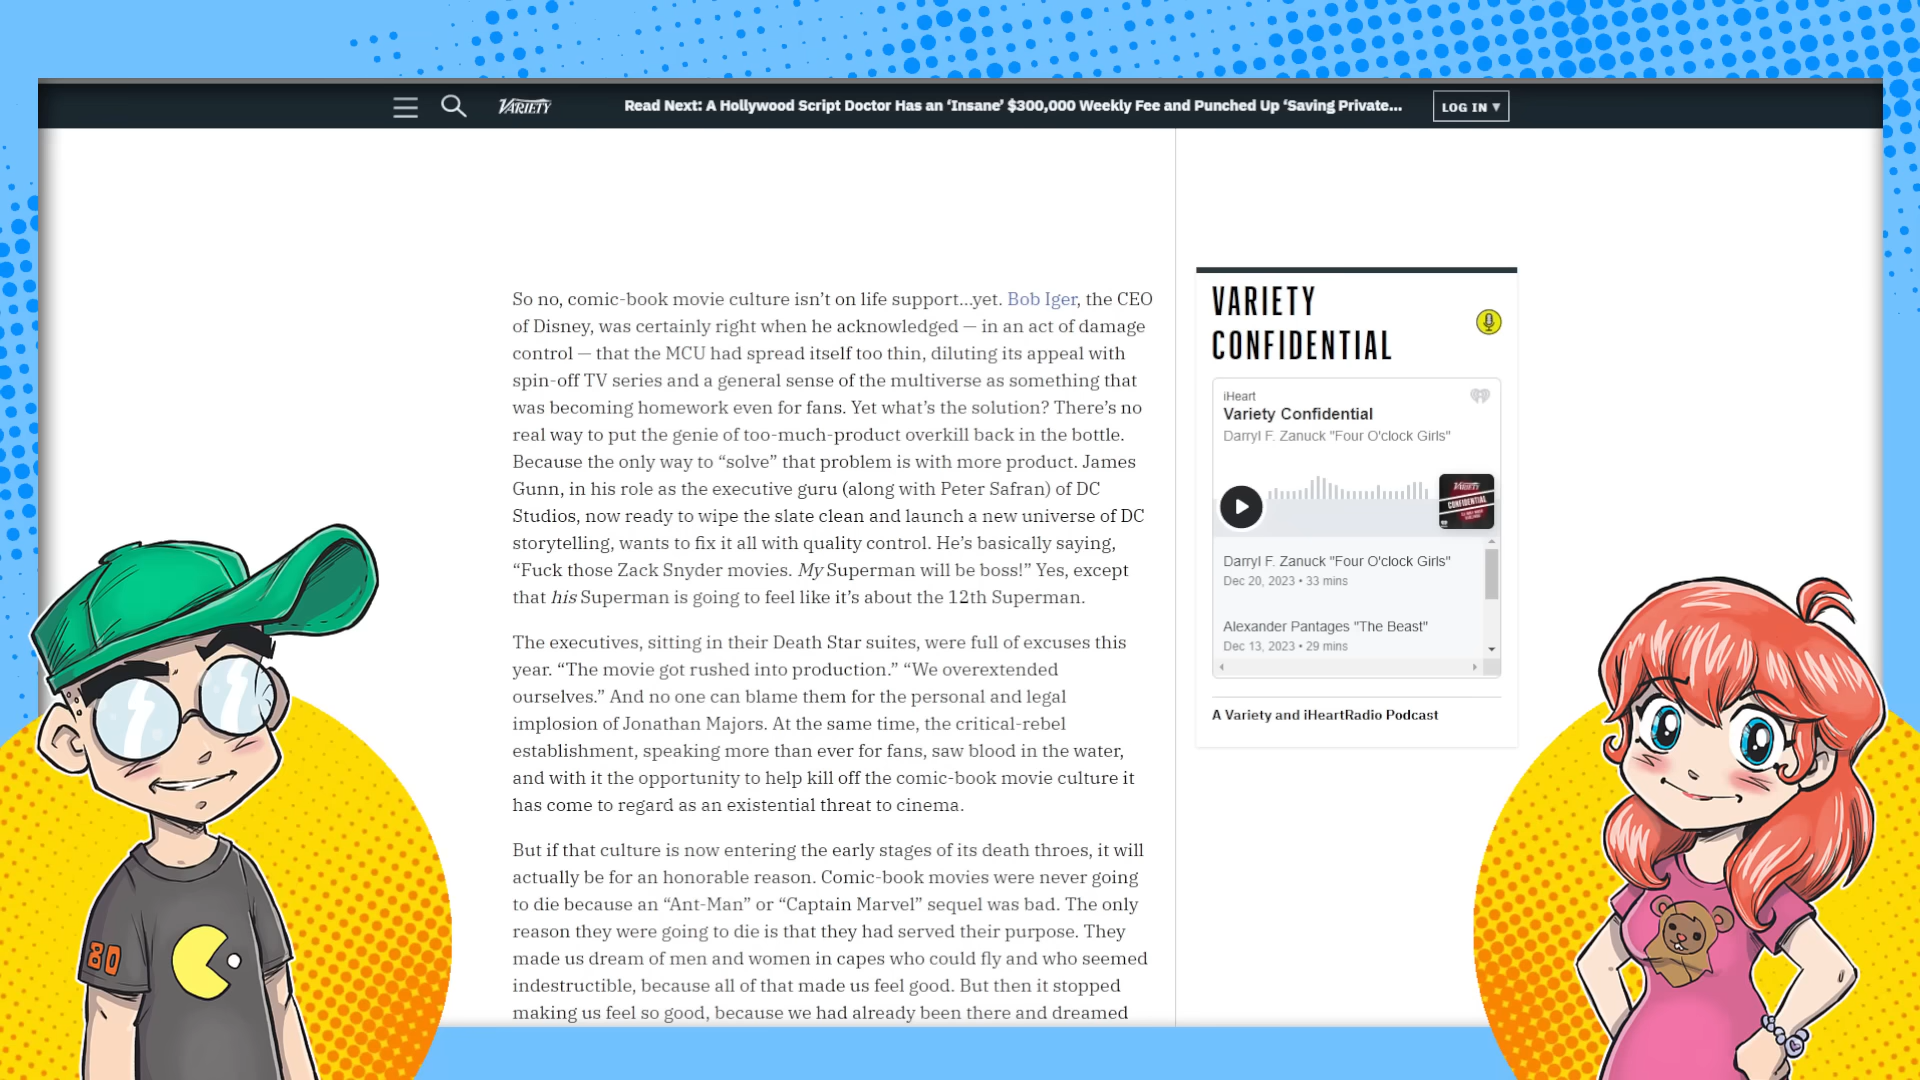 VARIETY
Read Next: A Hollywood Script Doctor Has an ‘Insane’ $300,000 Weekly Fee and Punched Up ‘Saving Private...
LOG IN ▾
So no, comic-book movie culture isn’t on life support…yet. Bob Iger, the CEO
of Disney, was certainly right when he acknowledged — in an act of damage
control — that the MCU had spread itself too thin, diluting its appeal with
spin-off TV series and a general sense of the multiverse as something that
was becoming homework even for fans. Yet what’s the solution? There’s no
real way to put the genie of too-much-product overkill back in the bottle.
Because the only way to “solve” that problem is with more product. James
Gunn, in his role as the executive guru (along with Peter Safran) of DC
Studios, now ready to wipe the slate clean and launch a new universe of DC
storytelling, wants to fix it all with quality control. He’s basically saying,
“Fuck those Zack Snyder movies. My Superman will be boss!” Yes, except
that his Superman is going to feel like it’s about the 12th Superman.
The executives, sitting in their Death Star suites, were full of excuses this
year. “The movie got rushed into production.” “We overextended
ourselves.” And no one can blame them for the personal and legal
implosion of Jonathan Majors. At the same time, the critical-rebel
establishment, speaking more than ever for fans, saw blood in the water,
and with it the opportunity to help kill off the comic-book movie culture it
has come to regard as an existential threat to cinema.
But if that culture is now entering the early stages of its death throes, it will
actually be for an honorable reason. Comic-book movies were never going
to die because an “Ant-Man” or “Captain Marvel” sequel was bad. The only
reason they were going to die is that they had served their purpose. They
made us dream of men and women in capes who could fly and who seemed
indestructible, because all of that made us feel good. But then it stopped
making us feel so good, because we had already been there and dreamed
VARIETY
CONFIDENTIAL
iHeart
Variety Confidential
Darryl F. Zanuck "Four O'clock Girls"
VARIETY
CONFIDENTIAL
Darryl F. Zanuck "Four O'clock Girls"
Dec 20, 2023 • 33 mins
Alexander Pantages "The Beast"
Dec 13, 2023 • 29 mins
A Variety and iHeartRadio Podcast
80